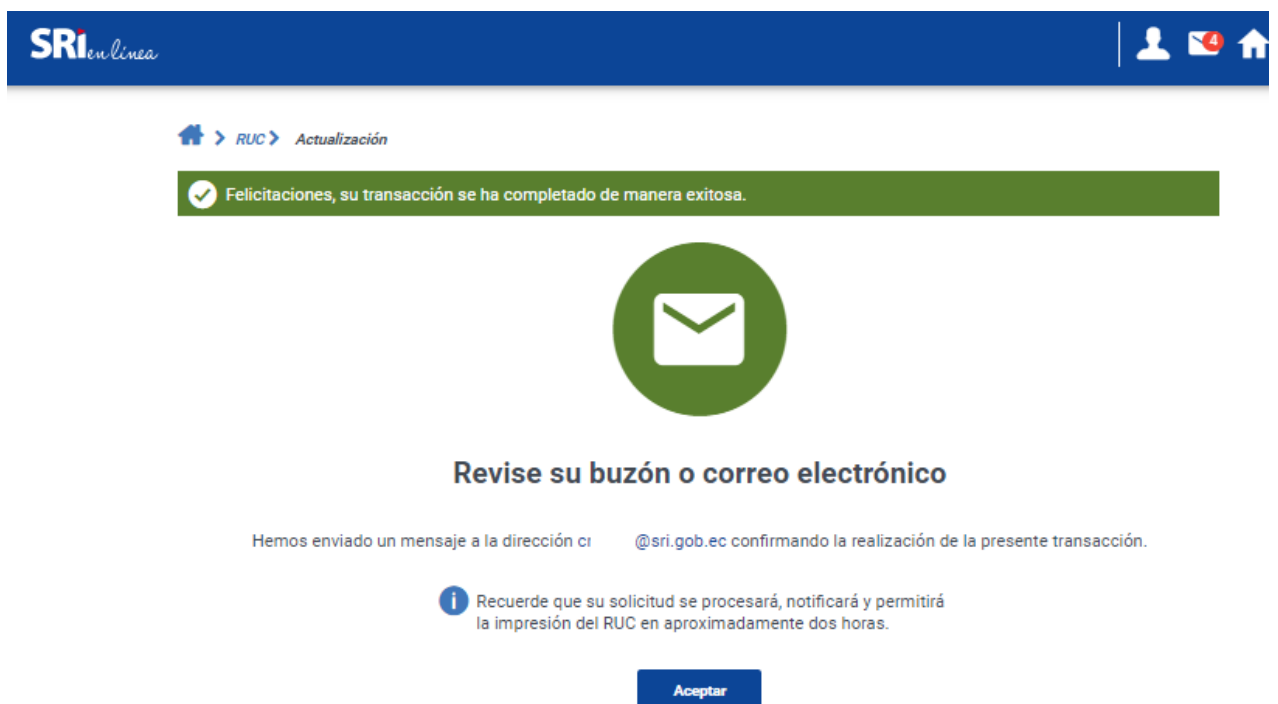 SRi en línea
4
RUC > Actualización
Felicitaciones, su transacción se ha completado de manera exitosa.
Revise su buzón o correo electrónico
Hemos enviado un mensaje a la dirección cr @sri.gob.ec confirmando la realización de la presente transacción.
Recuerde que su solicitud se procesará, notificará y permitirá
la impresión del RUC en aproximadamente dos horas.
Aceptar